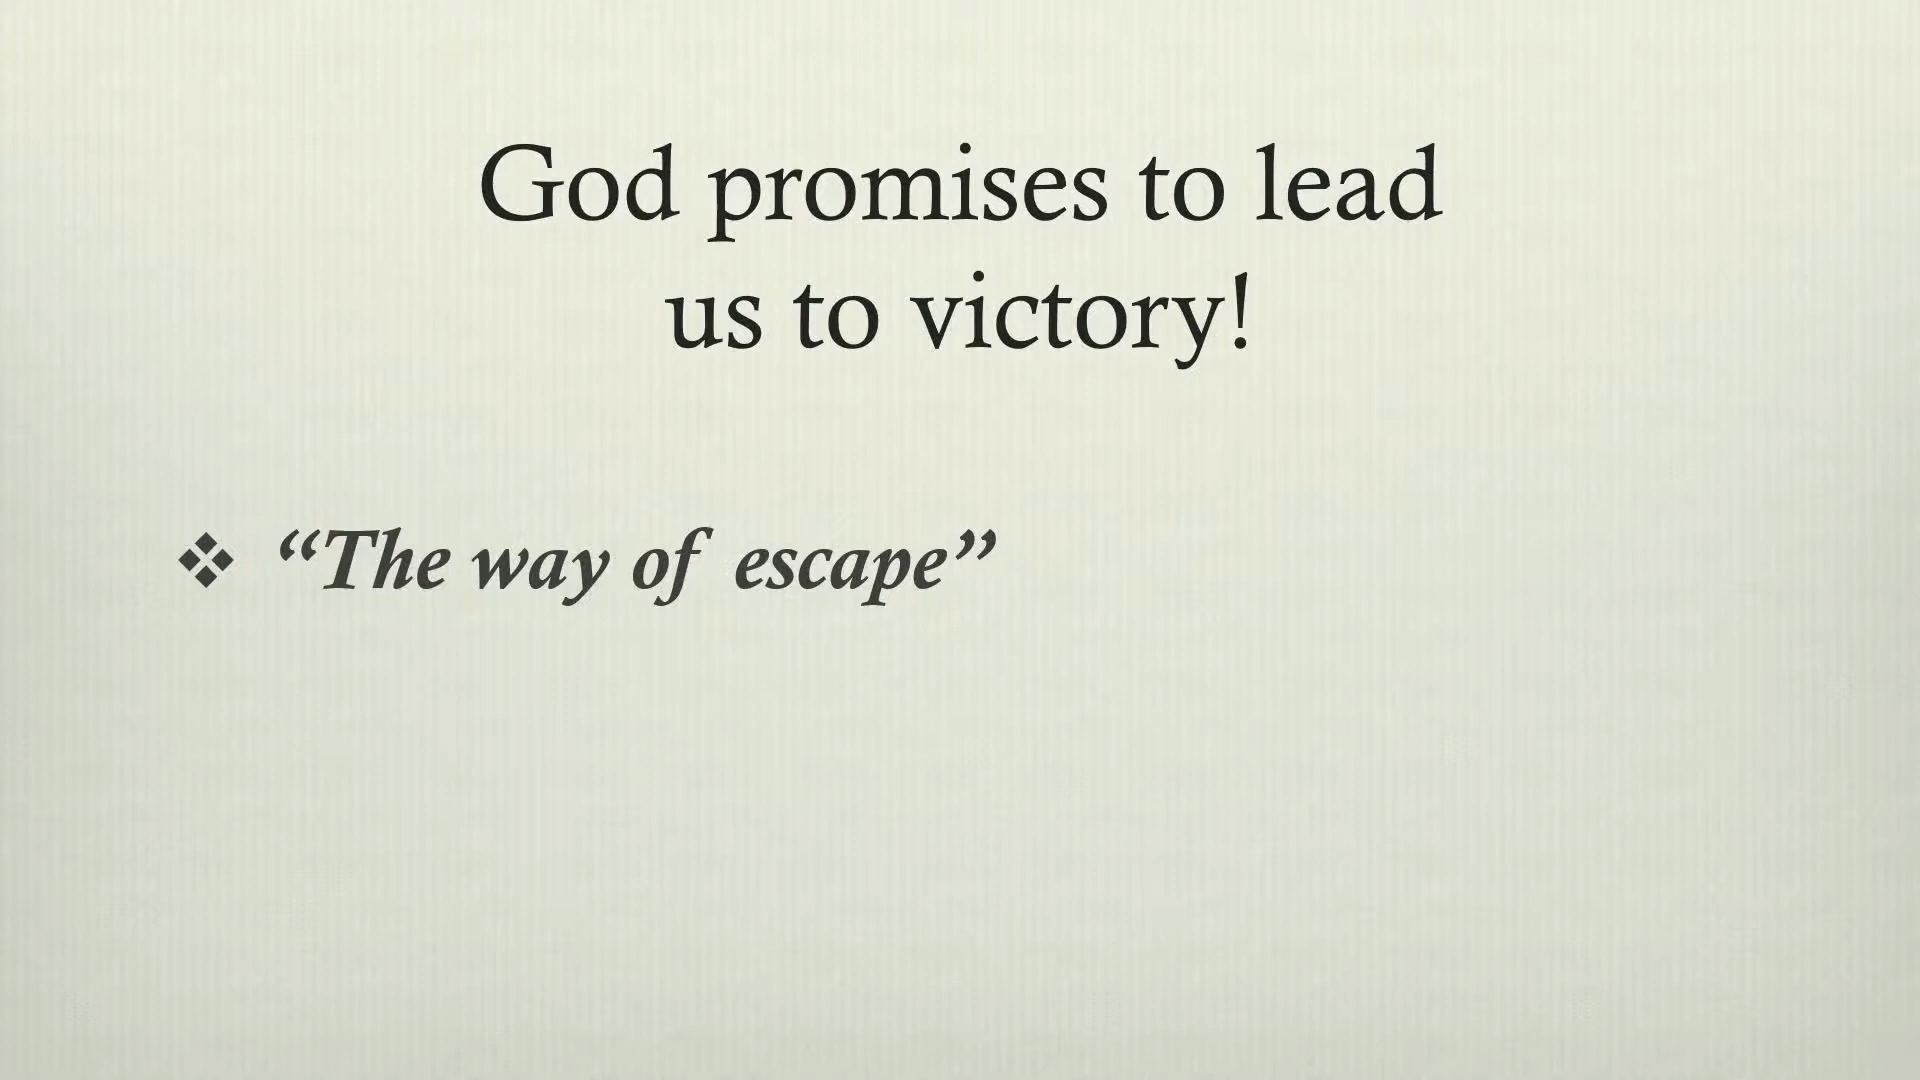 God promises to lead
us to victory!
❖ “The way of escape”